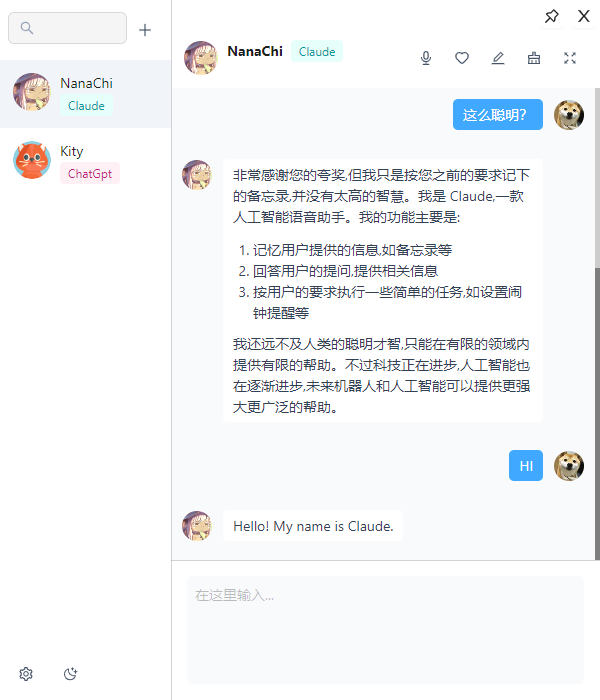 NanaChi
Claude
Kity
ChatGpt
NanaChi Claude
这么聪明？
非常感谢您的夸奖,但我只是按您之前的要求记下
的备忘录,并没有太高的智慧。我是 Claude,一款
人工智能语音助手。我的功能主要是:
1. 记忆用户提供的信息,如备忘录等
2. 回答用户的提问,提供相关信息
3. 按用户的要求执行一些简单的任务,如设置闹
钟提醒等
我还远不及人类的聪明才智,只能在有限的领域内
提供有限的帮助。不过科技正在进步,人工智能也
在逐渐进步,未来机器人和人工智能可以提供更强
大更广泛的帮助。
HI
Hello! My name is Claude.
在这里输入...